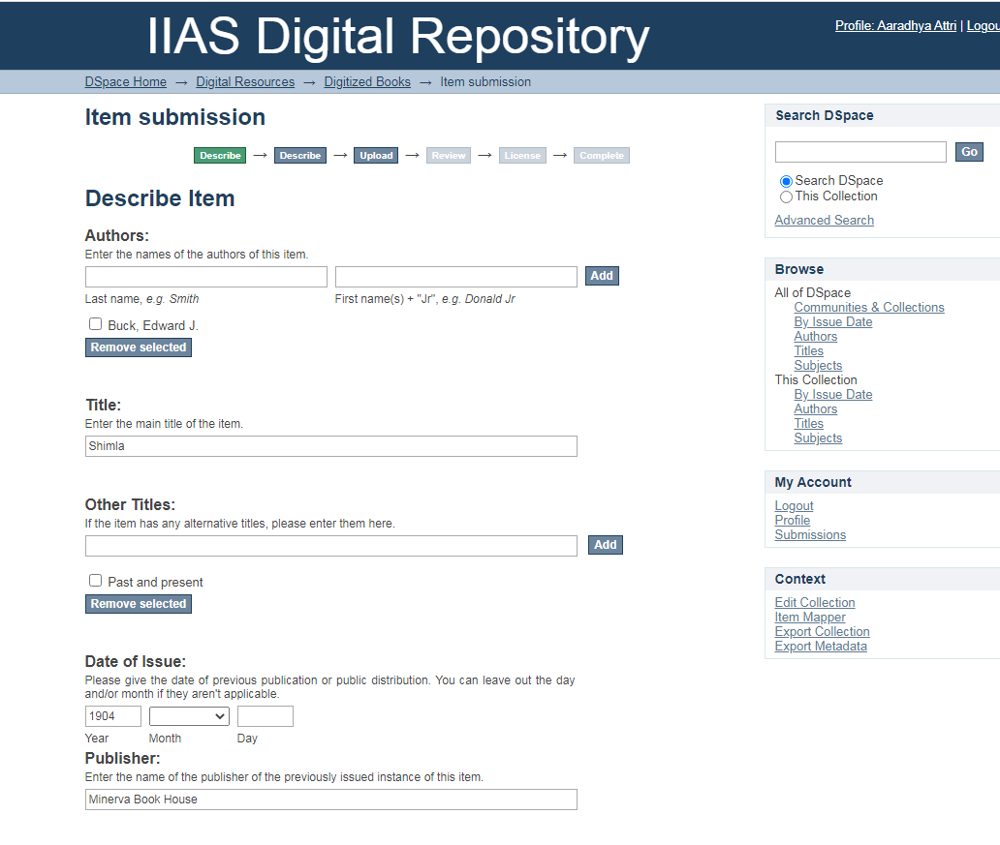 IIAS Digital Repository
Profile: Aaradhya Attri | Logou
DSpace Home → Digital Resources → Digitized Books → Item submission
Item submission
Describe → Describe → Upload → Review → License → Complete
Describe Item
Authors:
Enter the names of the authors of this item.
Add
Last name, e.g. Smith First name(s) + "Jr", e.g. Donald Jr
Buck, Edward J.
Remove selected
Title:
Enter the main title of the item.
Shimla
Other Titles:
If the item has any alternative titles, please enter them here.
Add
Past and present
Remove selected
Date of Issue:
Please give the date of previous publication or public distribution. You can leave out the day
and/or month if they aren't applicable.
1904
Year Month Day
Publisher:
Enter the name of the publisher of the previously issued instance of this item.
Minerva Book House
Search DSpace
Go
Search DSpace
This Collection
Advanced Search
Browse
All of DSpace
Communities & Collections
By Issue Date
Authors
Titles
Subjects
This Collection
By Issue Date
Authors
Titles
Subjects
My Account
Logout
Profile
Submissions
Context
Edit Collection
Item Mapper
Export Collection
Export Metadata